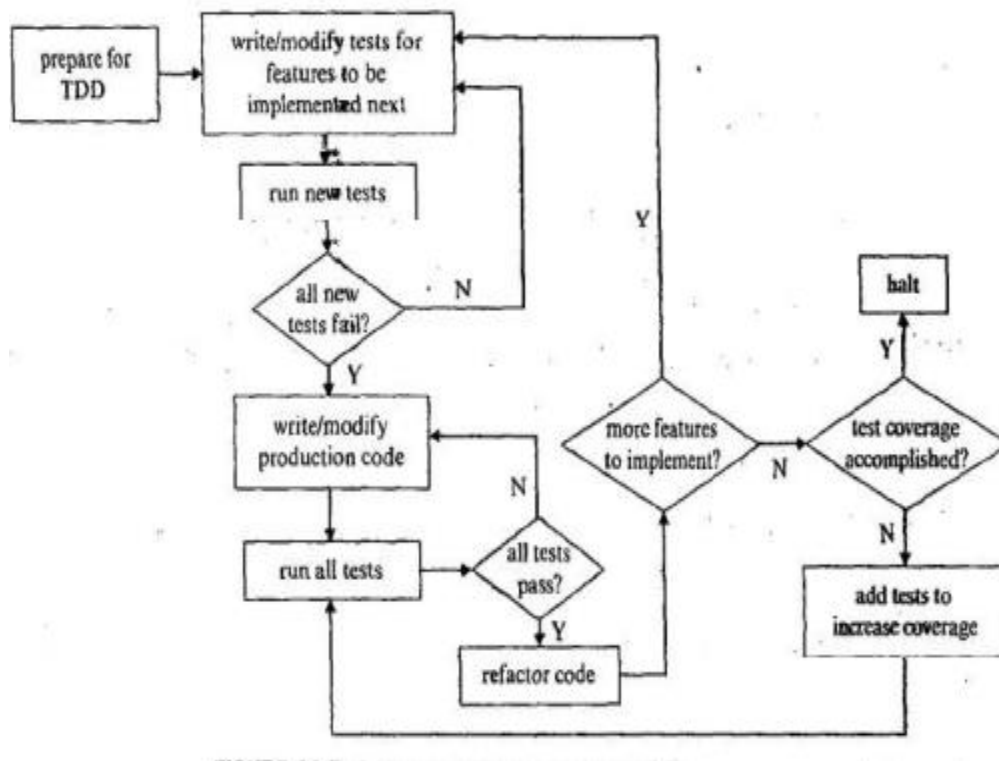 prepare for
TDD
write/modify tests for
features to be
implemented next
run new tests
all new
tests fail?
N
Y
write/modify
production code
run all tests
all tests
pass?
N
Y
refactor code
more features
to implement?
Y
N
test coverage
accomplished?
Y
halt
N
add tests to
increase coverage